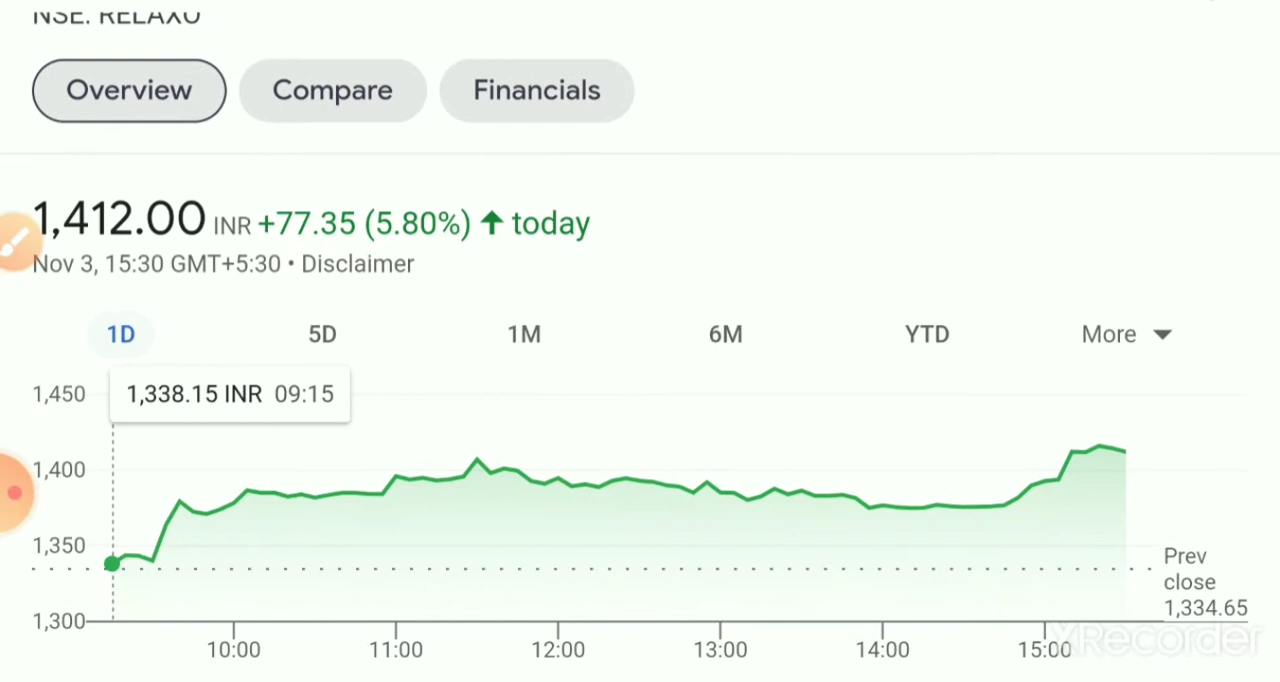 NSE: RELAXO
Overview Compare Financials
1,412.00 INR +77.35 (5.80%) ↑ today
Nov 3, 15:30 GMT+5:30 • Disclaimer
1D 5D 1M 6M YTD More
1,338.15 INR 09:15
1,450
1,400
1,350
1,300
Prev
close
1,334.65
10:00 11:00 12:00 13:00 14:00 15:00
XRecorder